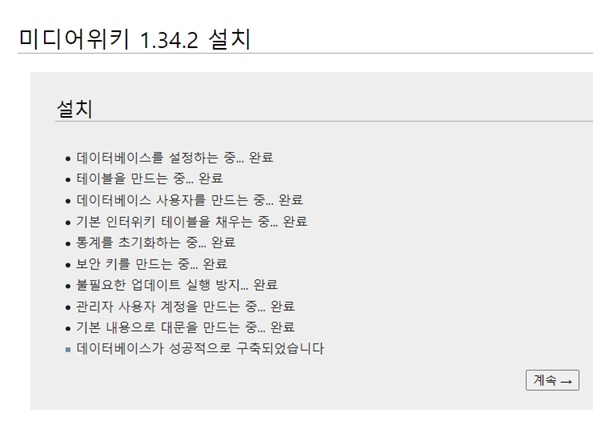 미디어위키 1.34.2 설치
설치
데이터베이스를 설정하는 중... 완료
테이블을 만드는 중... 완료
데이터베이스 사용자를 만드는 중... 완료
기본 인터위키 테이블을 채우는 중... 완료
통계를 초기화하는 중... 완료
보안 키를 만드는 중... 완료
불필요한 업데이트 실행 방지... 완료
관리자 사용자 계정을 만드는 중... 완료
기본 내용으로 대문을 만드는 중... 완료
데이터베이스가 성공적으로 구축되었습니다
계속 →